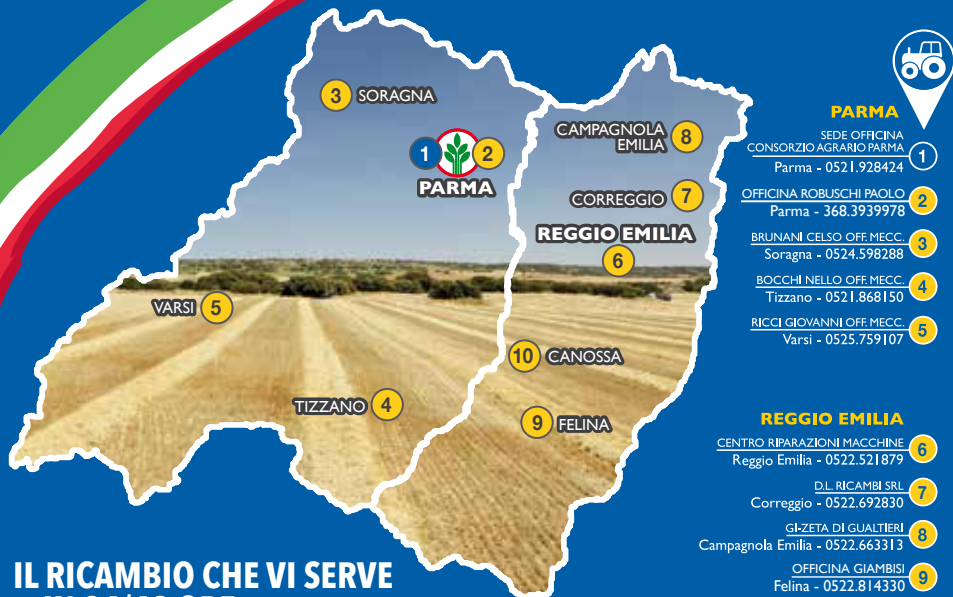 3 SORAGNA
1 2
PARMA
CAMPAGNOLA
EMILIA 8
CORREGGIO 7
REGGIO EMILIA
6
VARSI 5
10 CANOSSA
TIZZANO 4
9 FELINA
PARMA
SEDE OFFICINA
CONSORZIO AGRARIO PARMA 1
Parma - 0521.928424
OFFICINA ROBUSCHI PAOLO 2
Parma - 368.3939978
BRUNANI CELSO OFF. MECC. 3
Soragna - 0524.598288
BOCCHI NELLO OFF. MECC. 4
Tizzano - 0521.868150
RICCI GIOVANNI OFF. MECC. 5
Varsi - 0525.759107
REGGIO EMILIA
CENTRO RIPARAZIONI MACCHINE 6
Reggio Emilia - 0522.521879
D.L. RICAMBI SRL 7
Correggio - 0522.692830
GI-ZETA DI GUALTIERI 8
Campagnola Emilia - 0522.663313
OFFICINA GIAMBISI 9
Felina - 0522.814330
IL RICAMBIO CHE VI SERVE